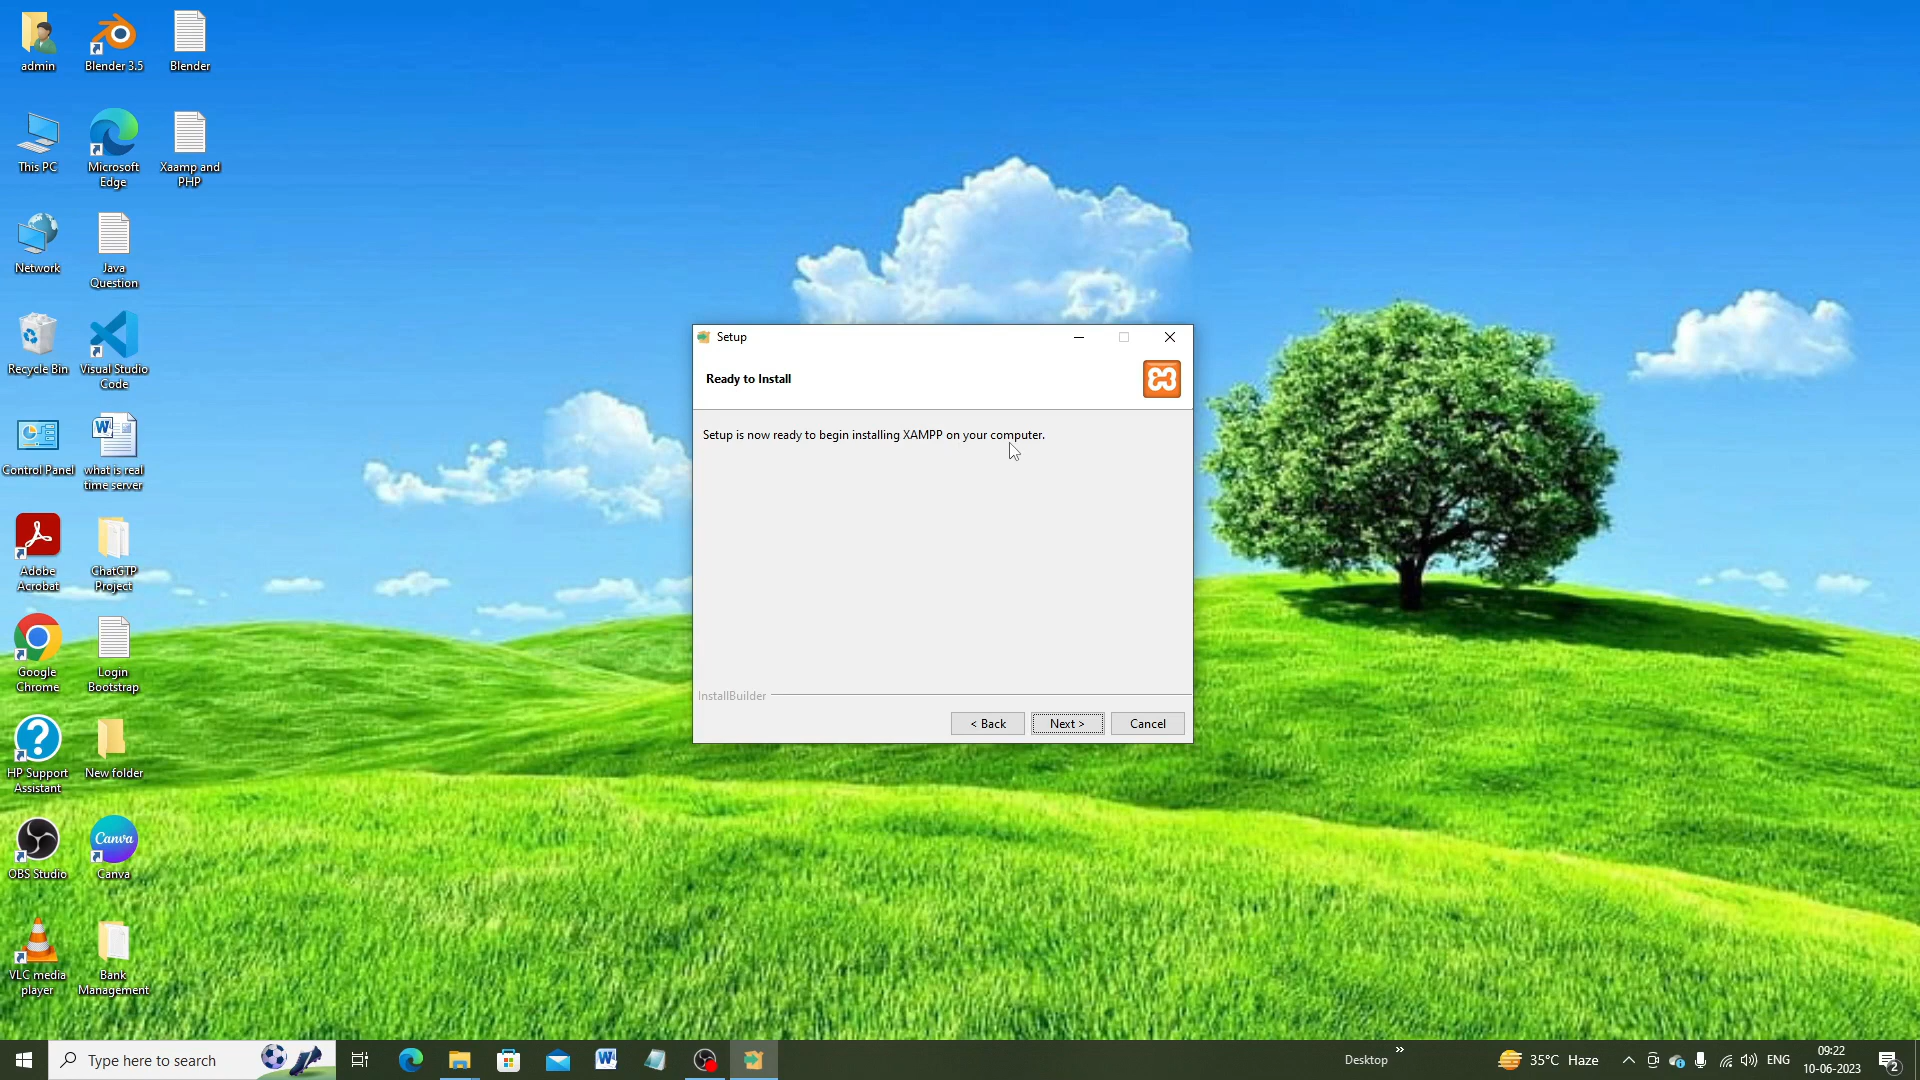 admin
Blender 3.5
Blender
This PC
Microsoft
Edge
Xaamp and
PHP
Network
Java
Question
Recycle Bin
Visual Studio
Code
Control Panel
what is real
time server
Adobe
Acrobat
ChatGTP
Project
Google
Chrome
Login
Bootstrap
HP Support
Assistant
New folder
OBS Studio
Canva
Canva
VLC media
player
Bank
Management
Setup
Ready to Install
Setup is now ready to begin installing XAMPP on your computer.
InstallBuilder
< Back
Next >
Cancel
Type here to search
Desktop
»
35°C Haze
ENG
09:22
10-06-2023
2